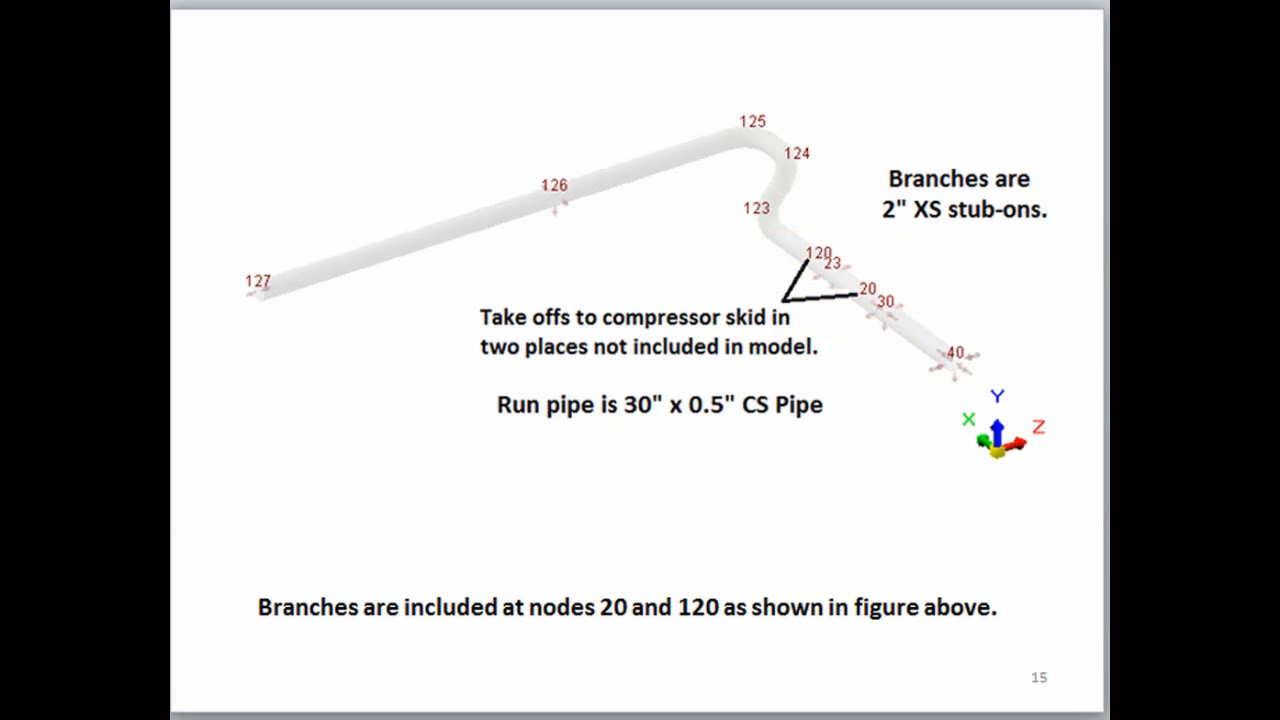 125
124
Branches are
126
2" XS stub-ons.
123
120
23
127
20
30
Take offs to compressor skid in
two places not included in model.
40
Run pipe is 30" x 0.5" CS Pipe
Y
X
Z
Branches are included at nodes 20 and 120 as shown in figure above.
15